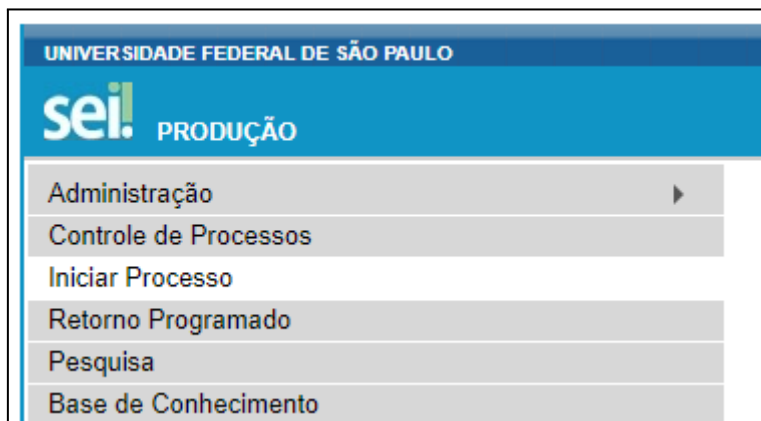 UNIVERSIDADE FEDERAL DE SÃO PAULO
sei! PRODUÇÃO
Administração
Controle de Processos
Iniciar Processo
Retorno Programado
Pesquisa
Base de Conhecimento